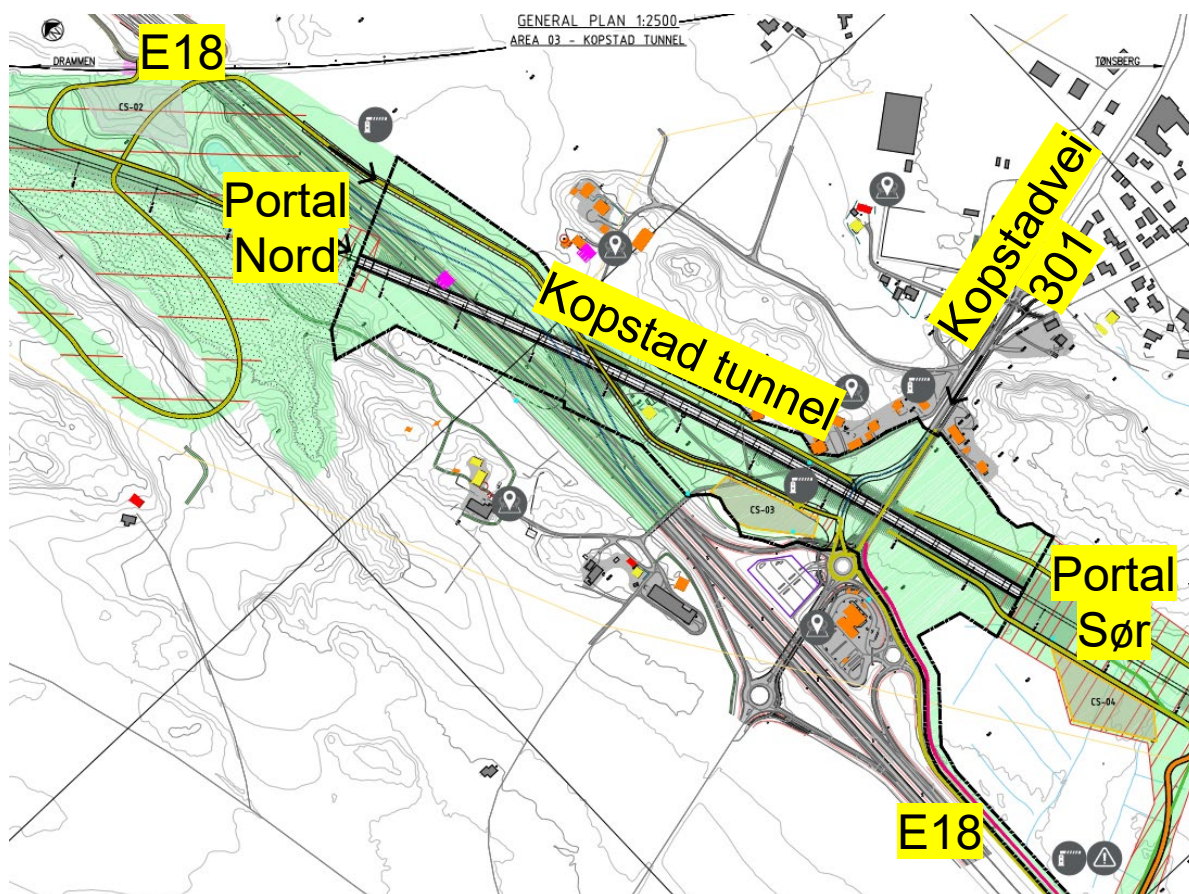 GENERAL PLAN 1:2500
AREA 03 - KOPSTAD TUNNEL
E18
DRAMMEN
TØNSBERG
CS-02
Portal
Nord
Kopstadvei
301
Kopstad tunnel
CS-03
Portal
Sør
CS-04
E18